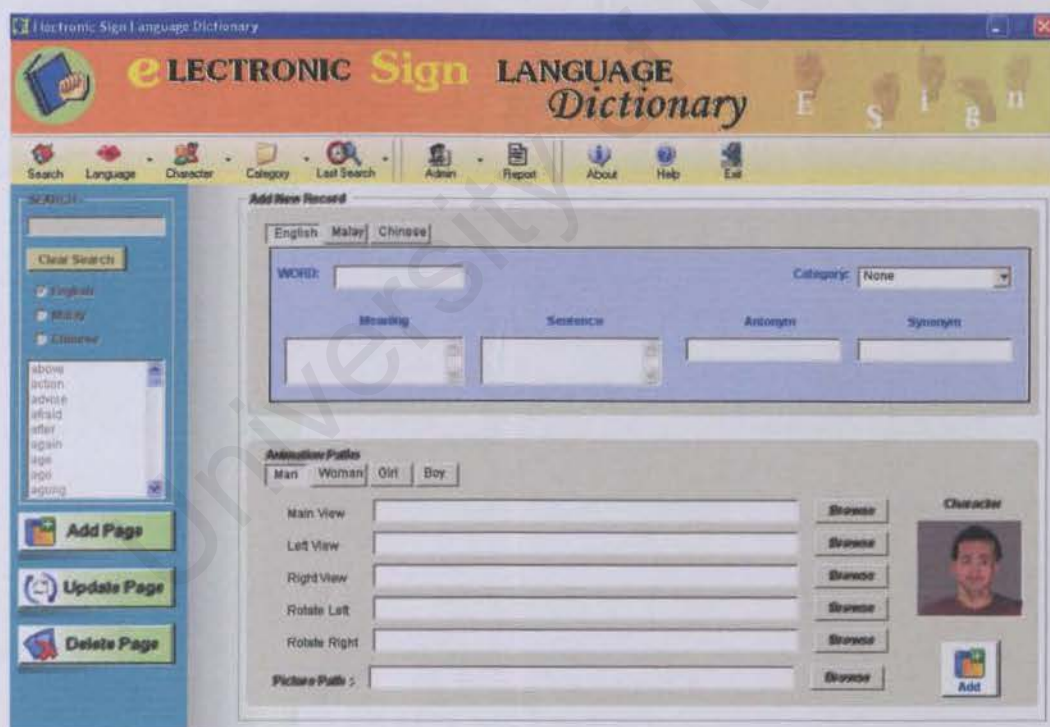 Electronic Sign Language Dictionary
eLECTRONIC Sign LANGUAGE
Dictionary
E S i g n
Search Language Character Category Last Search Admin Report About Help Exit
SEARCH
Clear Search
English
Malay
Chinese
above
action
advise
afraid
after
again
age
ago
agung
Add Page
Update Page
Delete Page
Add New Record
English Malay Chinese
WORD: Category: None
Meaning Sentence Antonym Synonym
Animation Paths
Man Woman Girl Boy
Main View Browse
Left View Browse
Right View Browse
Rotate Left Browse
Rotate Right Browse
Picture Path : Browse
Character
Add
University of